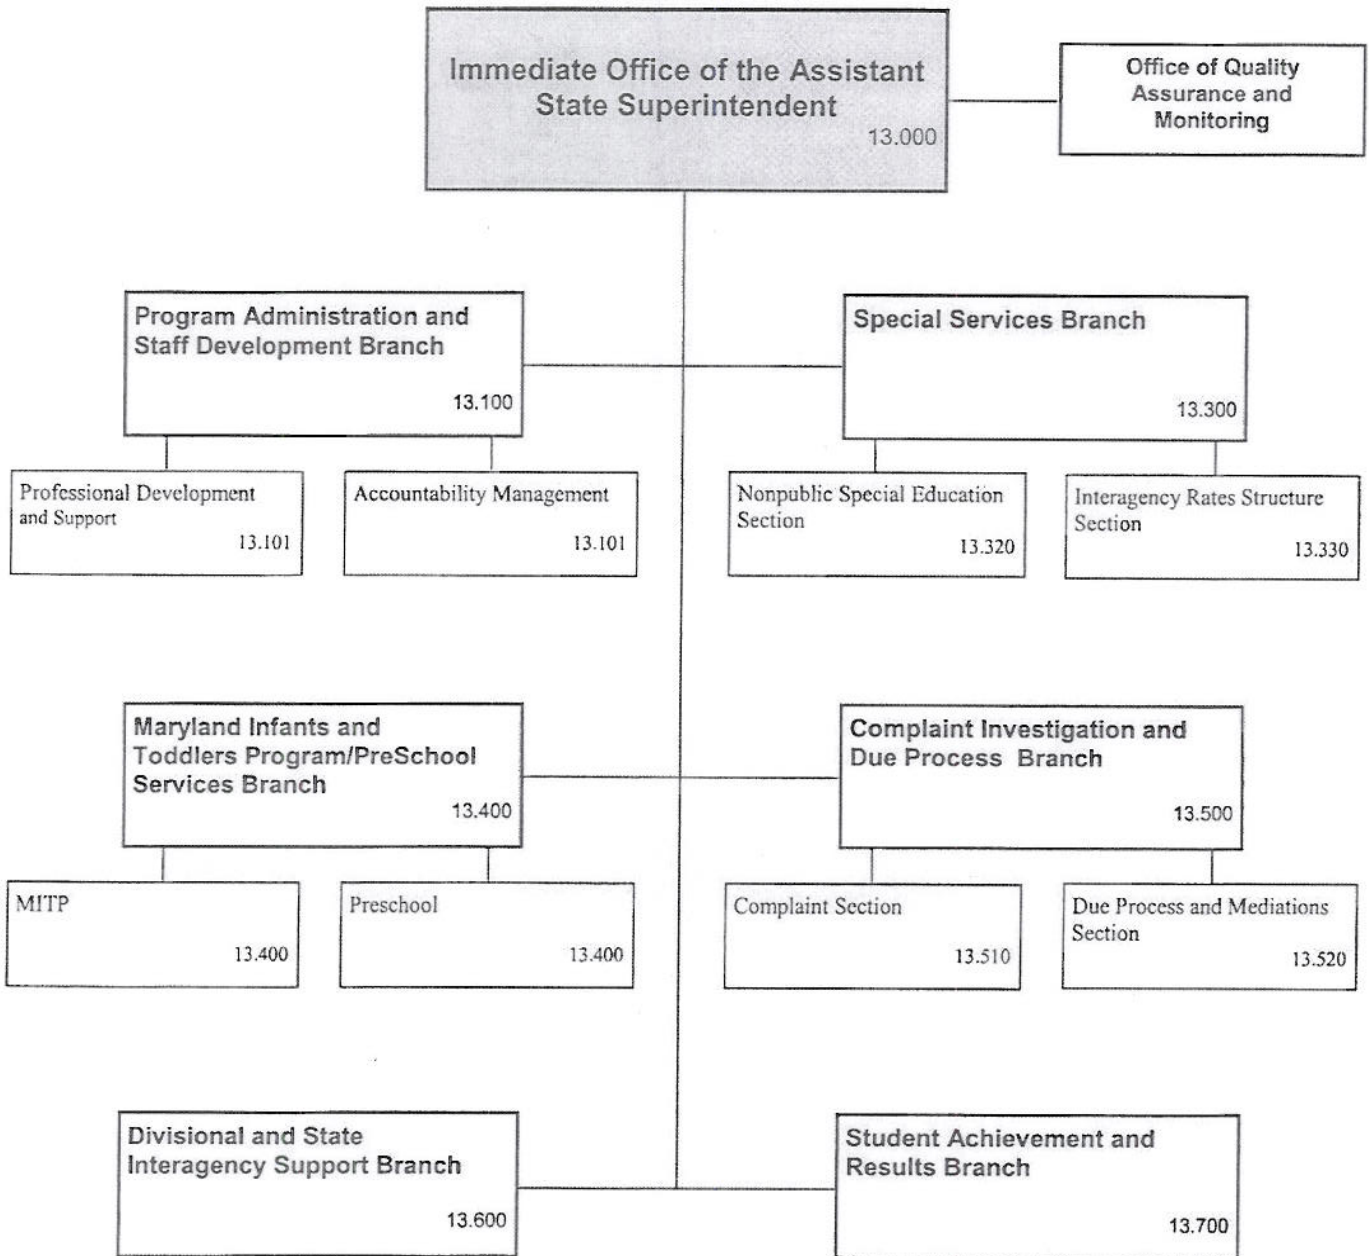 Immediate Office of the Assistant
State Superintendent
13.000
Office of Quality
Assurance and
Monitoring
Program Administration and
Staff Development Branch
13.100
Special Services Branch
13.300
Professional Development
and Support
13.101
Accountability Management
13.101
Nonpublic Special Education
Section
13.320
Interagency Rates Structure
Section
13.330
Maryland Infants and
Toddlers Program/PreSchool
Services Branch
13.400
Complaint Investigation and
Due Process Branch
13.500
MITP
13.400
Preschool
13.400
Complaint Section
13.510
Due Process and Mediations
Section
13.520
Divisional and State
Interagency Support Branch
13.600
Student Achievement and
Results Branch
13.700